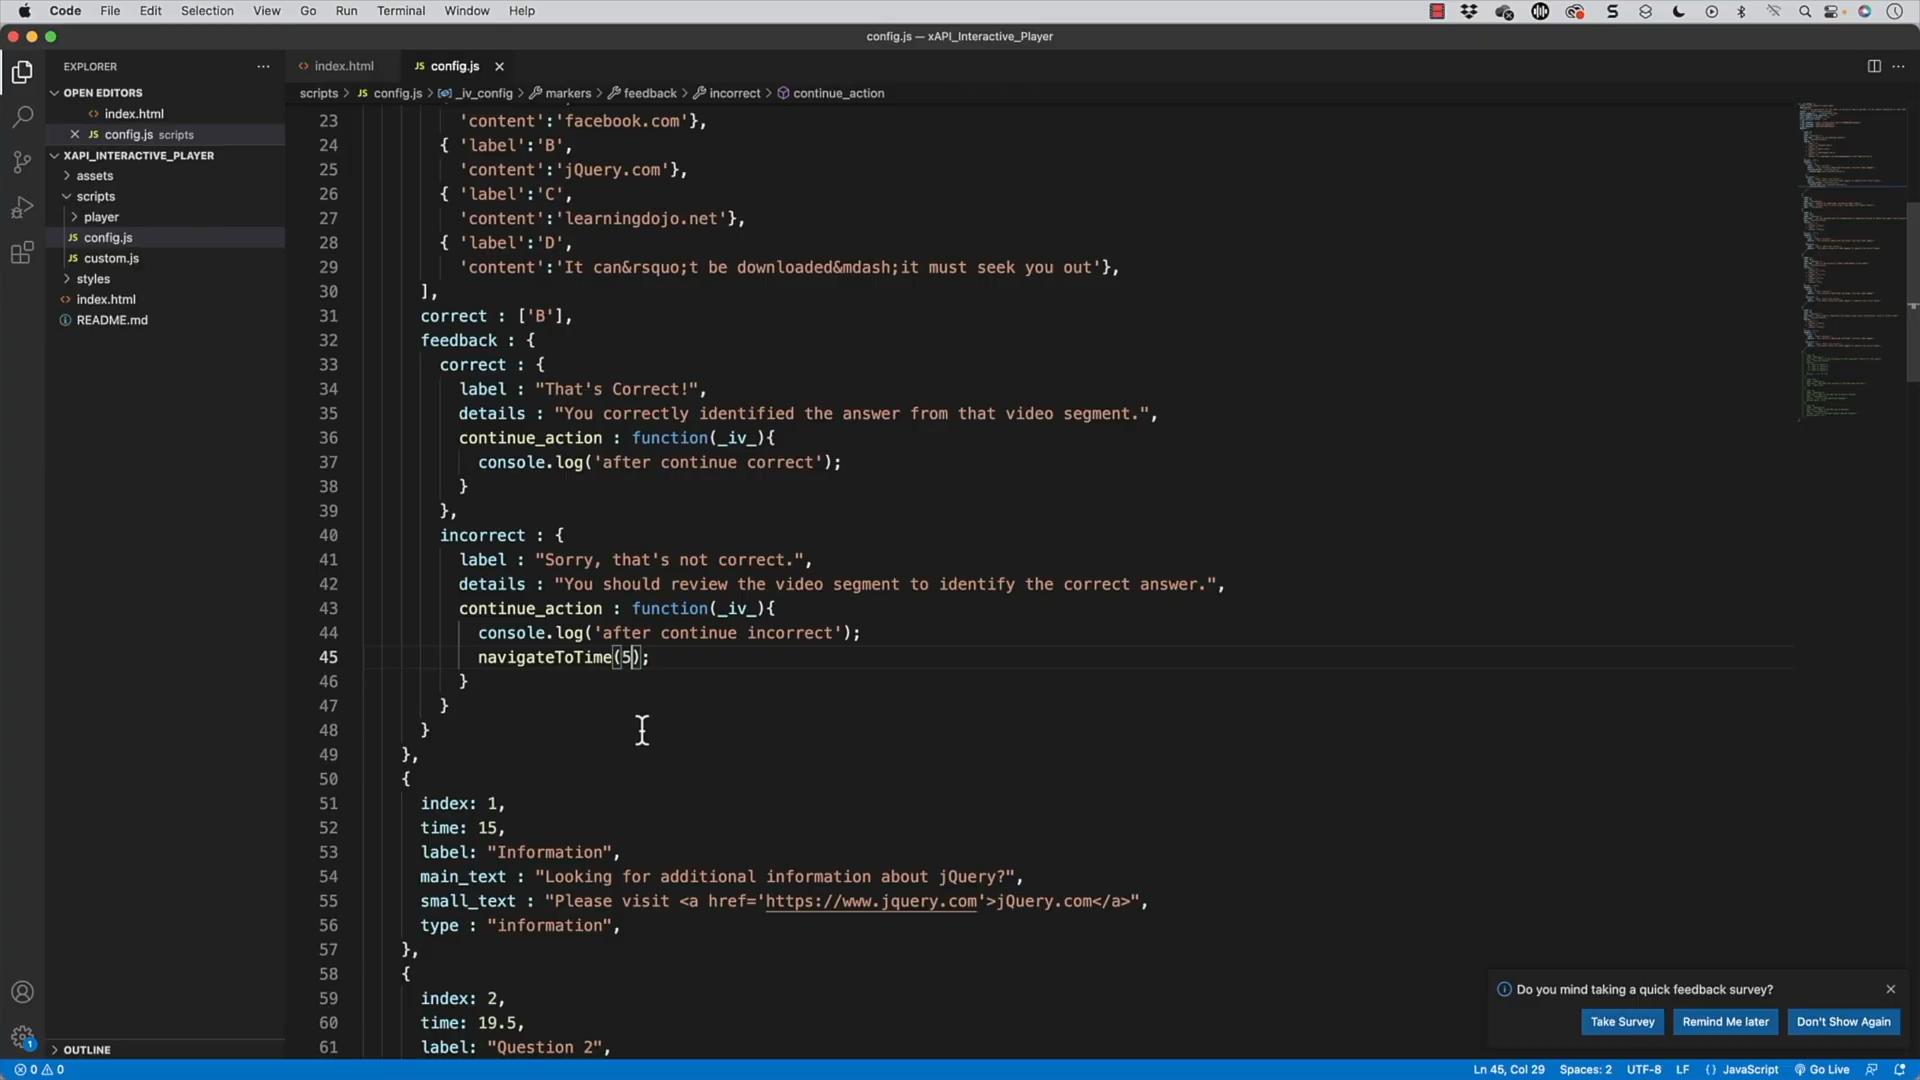 Code File Edit Selection View Go Run Terminal Window Help
config.js — xAPI_Interactive_Player
EXPLORER
OPEN EDITORS
index.html
config.js scripts
XAPI_INTERACTIVE_PLAYER
assets
scripts
player
config.js
custom.js
styles
index.html
README.md
OUTLINE
index.html config.js
scripts > config.js > _iv_config > markers > feedback > incorrect > continue_action
23 'content':'facebook.com'},
24 { 'label':'B',
25 'content':'jQuery.com'},
26 { 'label':'C',
27 'content':'learningdojo.net'},
28 { 'label':'D',
29 'content':'It can&rsquo;t be downloaded&mdash;it must seek you out'},
30 ],
31 correct : ['B'],
32 feedback : {
33 correct : {
34 label : "That's Correct!",
35 details : "You correctly identified the answer from that video segment.",
36 continue_action : function(_iv_){
37 console.log('after continue correct');
38 }
39 },
40 incorrect : {
41 label : "Sorry, that's not correct.",
42 details : "You should review the video segment to identify the correct answer.",
43 continue_action : function(_iv_){
44 console.log('after continue incorrect');
45 navigateToTime(5);
46 }
47 }
48 }
49 },
50 {
51 index: 1,
52 time: 15,
53 label: "Information",
54 main_text : "Looking for additional information about jQuery?",
55 small_text : "Please visit <a href='https://www.jquery.com'>jQuery.com</a>",
56 type : "information",
57 },
58 {
59 index: 2,
60 time: 19.5,
61 label: "Question 2",
Do you mind taking a quick feedback survey?
Take Survey Remind Me later Don't Show Again
0 0 Ln 45, Col 29 Spaces: 2 UTF-8 LF {} JavaScript Go Live